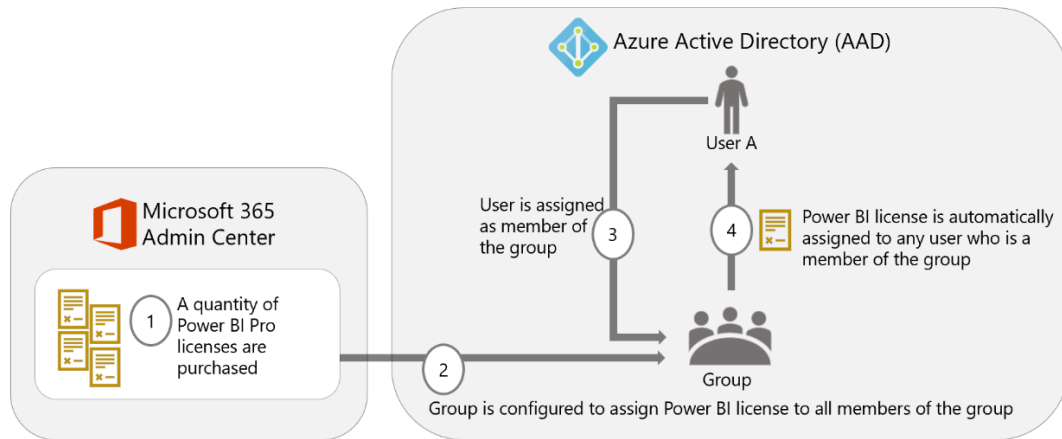 Azure Active Directory (AAD)
User A
Microsoft 365
Admin Center
1
A quantity of
Power BI Pro
licenses are
purchased
2
Group is configured to assign Power BI license to all members of the group
User is assigned
as member of
the group
3
4
Power BI license is automatically
assigned to any user who is a
member of the group
Group